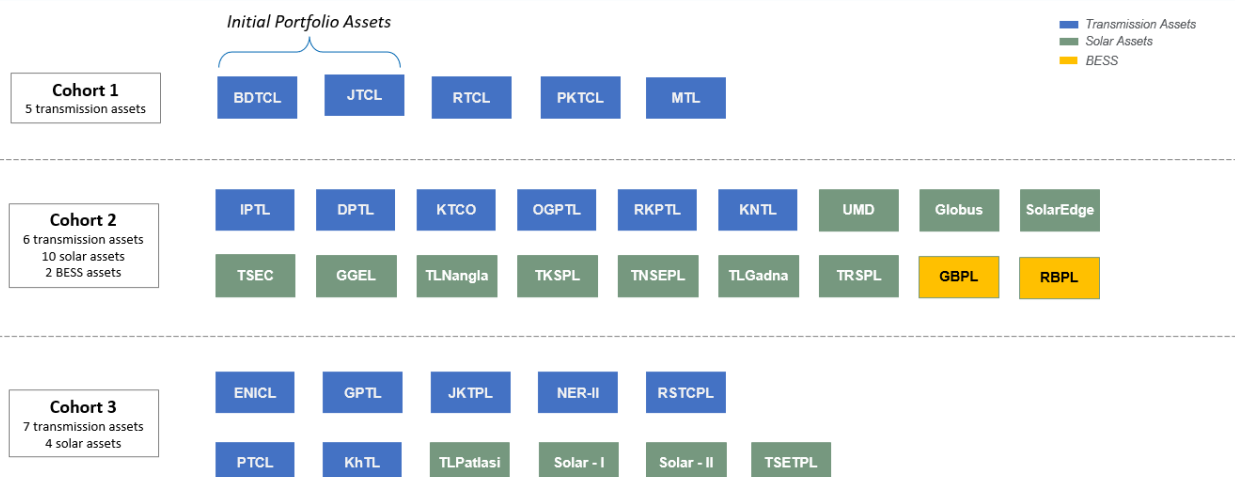 Initial Portfolio Assets
Transmission Assets
Solar Assets
BESS
Cohort 1
5 transmission assets
BDTCL JTCL RTCL PKTCL MTL
Cohort 2
6 transmission assets
10 solar assets
2 BESS assets
IPTL DPTL KTCO OGPTL RKPTL KNTL UMD Globus SolarEdge
TSEC GGEL TLNangla TKSPL TNSEPL TLGadna TRSPL GBPL RBPL
Cohort 3
7 transmission assets
4 solar assets
ENICL GPTL JKTPL NER-II RSTCPL
PTCL KhTL TLPatlasi Solar - I Solar - II TSETPL